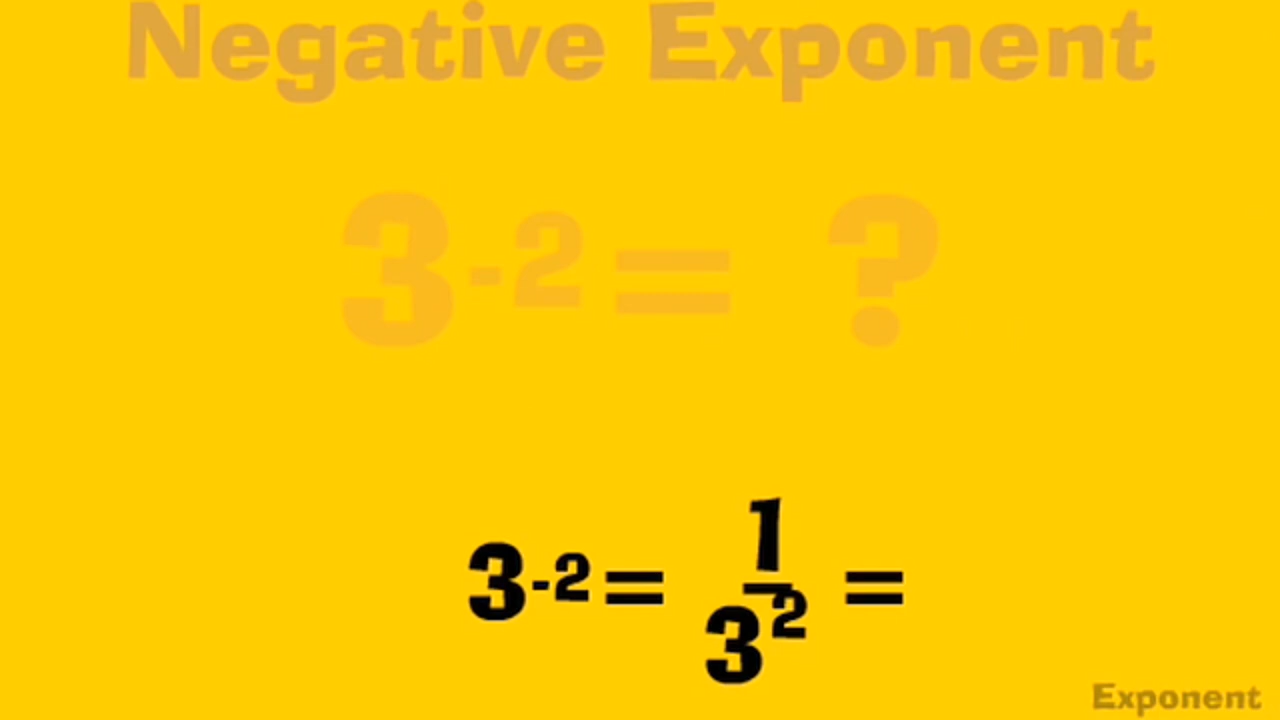 Negative Exponent
3-2= ?
3-2= 1/3² =
Exponent